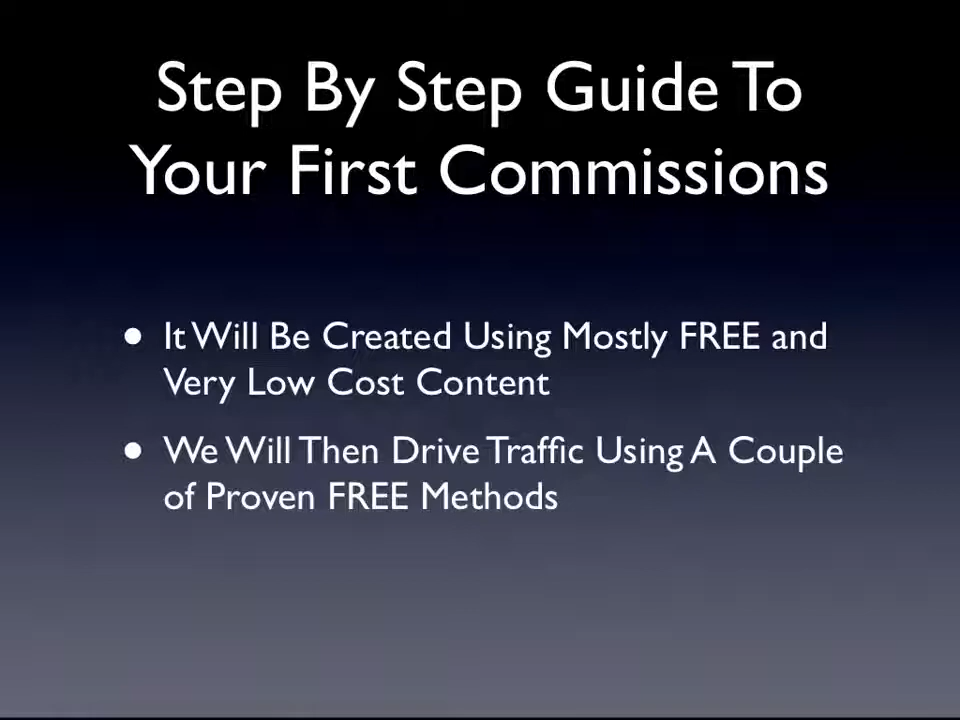 Step By Step Guide To
Your First Commissions
• It Will Be Created Using Mostly FREE and
Very Low Cost Content
• We Will Then Drive Traffic Using A Couple
of Proven FREE Methods